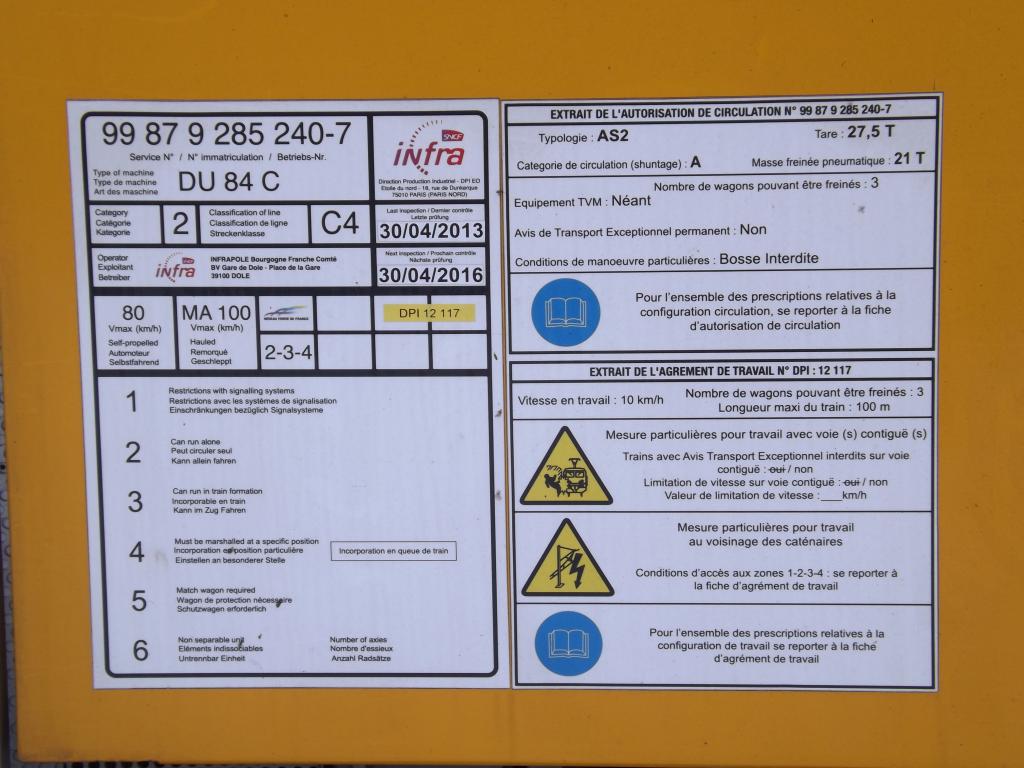 99 87 9 285 240-7
Service N° / N° immatriculation / Betriebs-Nr.
Type of machine
Type de machine
Art des maschine
DU 84 C
SNCF
infra
Direction Production Industriel - DPI EO
Etoile du nord - 18, rue de Dunkerque
75010 PARIS (PARIS NORD)
Category
Catégorie
Kategorie
2
Classification of line
Classification de ligne
Streckenklasse
C4
Last inspection / Dernier contrôle
Letzte prüfung
30/04/2013
Operator
Exploitant
Betreiber
infra
INFRAPOLE Bourgogne Franche Comté
BV Gare de Dole - Place de la Gare
39100 DOLE
Next inspection / Prochain contrôle
Nächste prüfung
30/04/2016
80
Vmax (km/h)
Self-propelled
Automoteur
Selbstfahrend
MA 100
Vmax (km/h)
Hauled
Remorqué
Geschleppt
RÉSEAU FERRÉ DE FRANCE
2-3-4
DPI 12 117
1
Restrictions with signalling systems
Restrictions avec les systèmes de signalisation
Einschränkungen bezüglich Signalsysteme
2
Can run alone
Peut circuler seul
Kann allein fahren
3
Can run in train formation
Incorporable en train
Kann im Zug Fahren
4
Must be marshalled at a specific position
Incorporation en position particulière
Einstellen an besonderer Stelle
Incorporation en queue de train
5
Match wagon required
Wagon de protection nécessaire
Schutzwagen erforderlich
6
Non separable unit
Eléments indissociables
Untrennbar Einheit
Number of axles
Nombre d'essieux
Anzahl Radsätze
EXTRAIT DE L'AUTORISATION DE CIRCULATION N° 99 87 9 285 240-7
Typologie : AS2
Tare : 27,5 T
Categorie de circulation (shuntage) : A
Masse freinée pneumatique : 21 T
Nombre de wagons pouvant être freinés : 3
Equipement TVM : Néant
Avis de Transport Exceptionnel permanent : Non
Conditions de manoeuvre particulières : Bosse Interdite
Pour l'ensemble des prescriptions relatives à la
configuration circulation, se reporter à la fiche
d'autorisation de circulation
EXTRAIT DE L'AGREMENT DE TRAVAIL N° DPI : 12 117
Vitesse en travail : 10 km/h
Nombre de wagons pouvant être freinés : 3
Longueur maxi du train : 100 m
Mesure particulières pour travail avec voie (s) contiguë (s)
Trains avec Avis Transport Exceptionnel interdits sur voie
contiguë : oui / non
Limitation de vitesse sur voie contiguë : oui / non
Valeur de limitation de vitesse : ___km/h
Mesure particulières pour travail
au voisinage des caténaires
Conditions d'accès aux zones 1-2-3-4 : se reporter à
la fiche d'agrément de travail
Pour l'ensemble des prescriptions relatives à la
configuration de travail se reporter à la fiche
d'agrément de travail